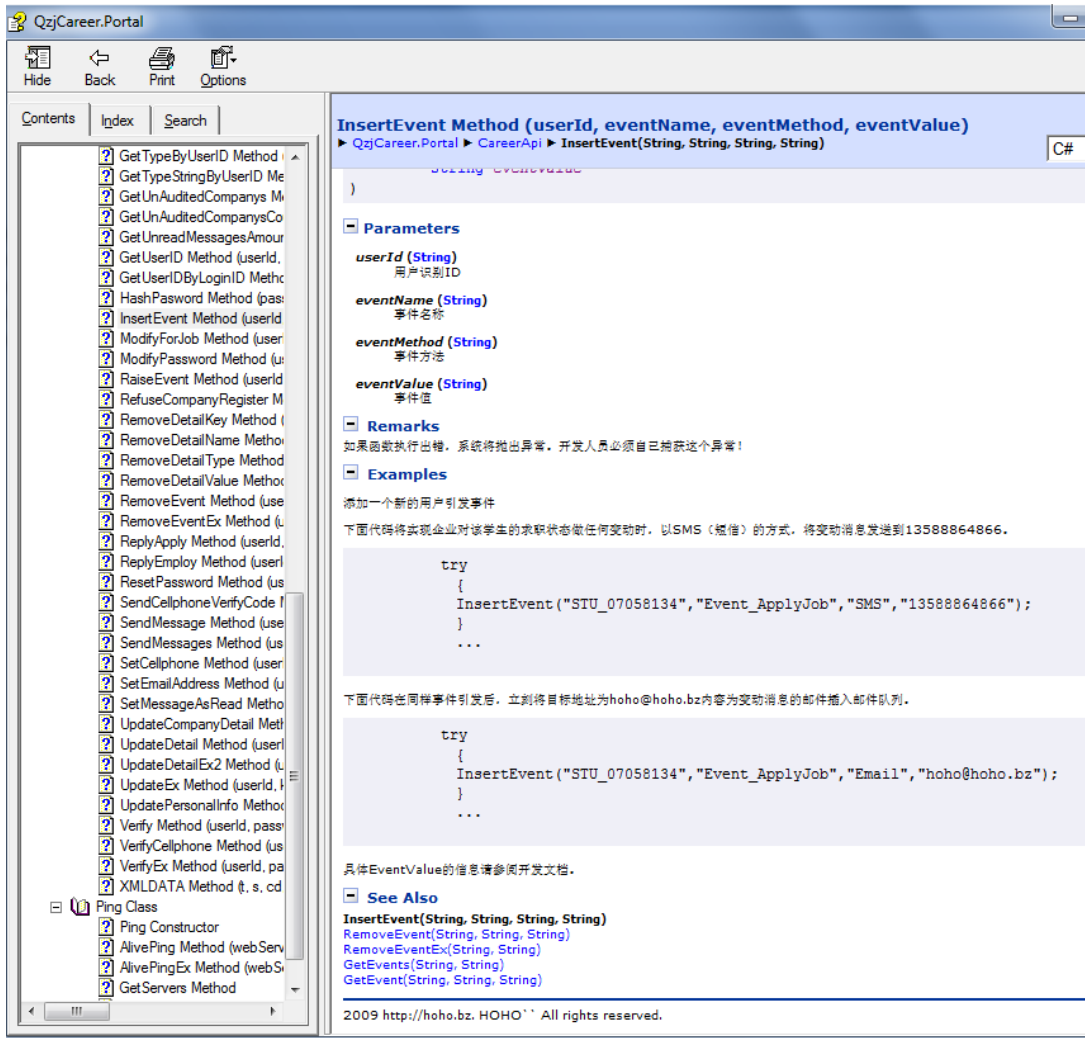 QzjCareer.Portal
Hide Back Print Options
Contents Index Search
GetTypeByUserID Method (
GetTypeStringByUserID Me
GetUnAuditedCompanys M
GetUnAuditedCompanysCo
GetUnreadMessagesAmour
GetUserID Method (userId,
GetUserIDByLoginID Metho
HashPasword Method (pas
InsertEvent Method (userId
ModifyForJob Method (user
ModifyPassword Method (u
RaiseEvent Method (userId
RefuseCompanyRegister M
RemoveDetailKey Method (
RemoveDetailName Metho
RemoveDetailType Method
RemoveDetailValue Method
RemoveEvent Method (use
RemoveEventEx Method (u
ReplyApply Method (userId,
ReplyEmploy Method (userI
ResetPassword Method (us
SendCellphoneVerifyCode M
SendMessage Method (use
SendMessages Method (us
SetCellphone Method (user
SetEmailAddress Method (u
SetMessageAsRead Metho
UpdateCompanyDetail Meth
UpdateDetail Method (userI
UpdateDetailEx2 Method (u
UpdateEx Method (userId, k
UpdatePersonalInfo Method
Verify Method (userId, passw
VerifyCellphone Method (us
VerifyEx Method (userId, pa
XMLDATA Method (t, s, cd
Ping Class
Ping Constructor
AlivePing Method (webServ
AlivePingEx Method (webSe
GetServers Method
InsertEvent Method (userId, eventName, eventMethod, eventValue)
► QzjCareer.Portal ► CareerApi ► InsertEvent(String, String, String, String)
C#
String eventValue
)
Parameters
userId (String)
用户识别ID
eventName (String)
事件名称
eventMethod (String)
事件方法
eventValue (String)
事件值
Remarks
如果函数执行出错，系统将抛出异常。开发人员必须自已捕获这个异常！
Examples
添加一个新的用户引发事件
下面代码将实现企业对该学生的求职状态做任何变动时，以SMS（短信）的方式，将变动消息发送到13588864866。
try
{
InsertEvent("STU_07058134","Event_ApplyJob","SMS","13588864866");
}
...
下面代码在同样事件引发后，立刻将目标地址为hoho@hoho.bz内容为变动消息的邮件插入邮件队列。
try
{
InsertEvent("STU_07058134","Event_ApplyJob","Email","hoho@hoho.bz");
}
...
具体EventValue的信息请参阅开发文档。
See Also
InsertEvent(String, String, String, String)
RemoveEvent(String, String, String)
RemoveEventEx(String, String)
GetEvents(String, String)
GetEvent(String, String, String)
2009 http://hoho.bz. HOHO`` All rights reserved.